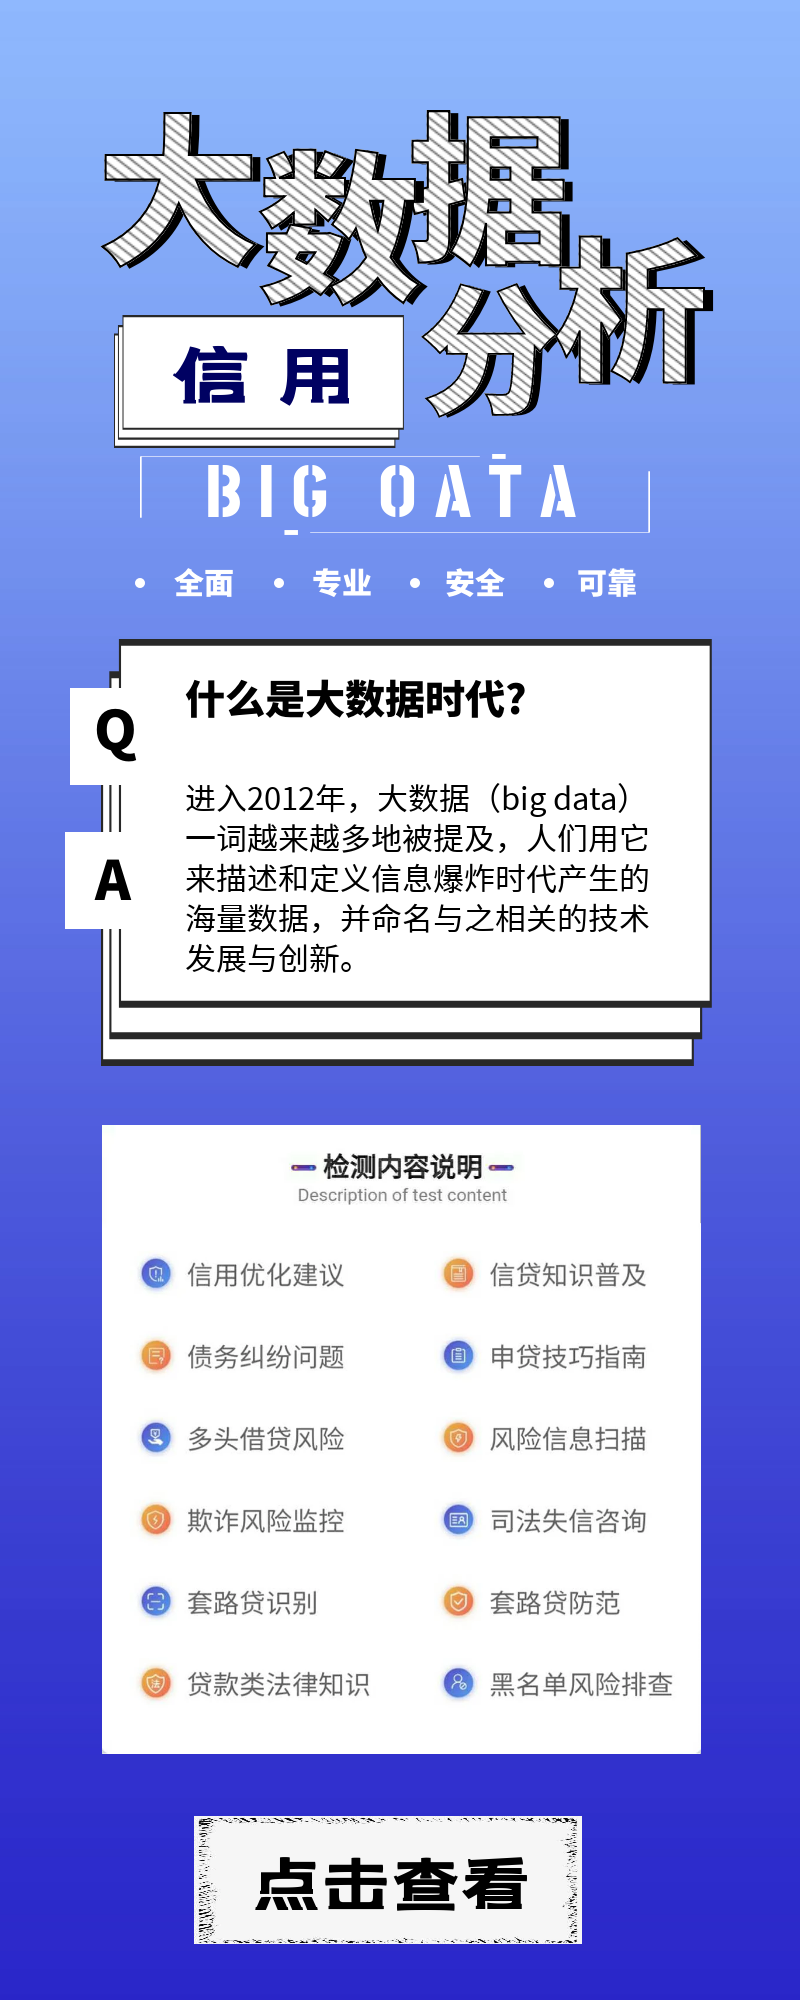 大数据
分析
信用
BIG OATA
• 全面 • 专业 • 安全 • 可靠
Q
什么是大数据时代?
A
进入2012年，大数据（big data）
一词越来越多地被提及，人们用它
来描述和定义信息爆炸时代产生的
海量数据，并命名与之相关的技术
发展与创新。
检测内容说明
Description of test content
信用优化建议
信贷知识普及
债务纠纷问题
申贷技巧指南
多头借贷风险
风险信息扫描
欺诈风险监控
司法失信咨询
套路贷识别
套路贷防范
贷款类法律知识
黑名单风险排查
点击查看